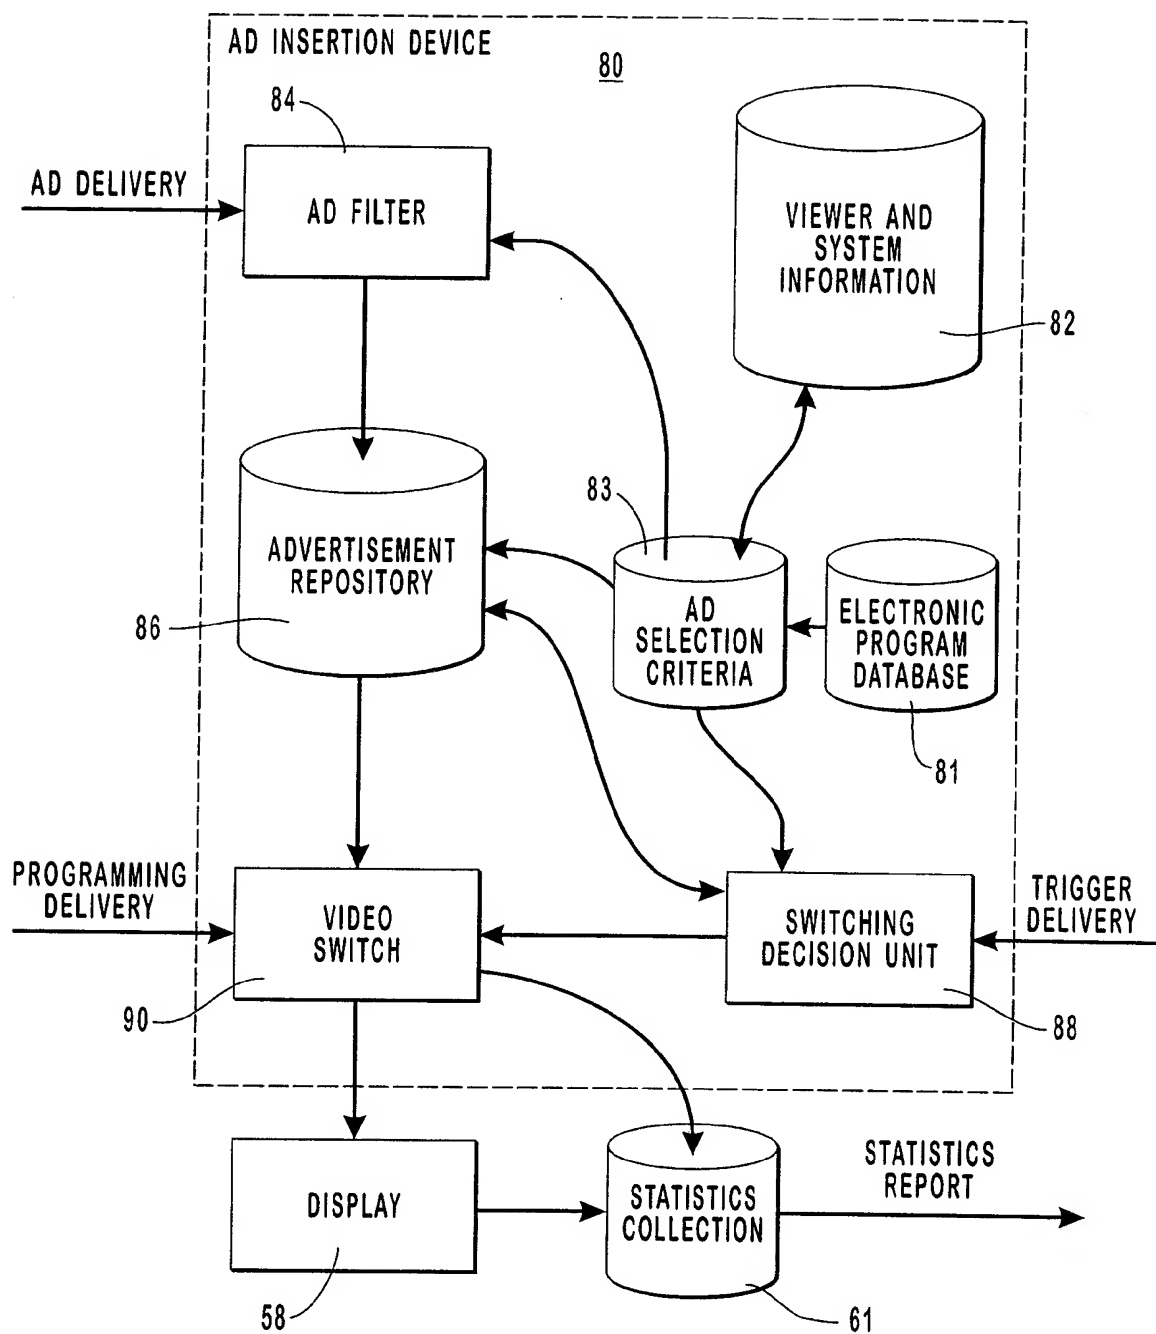 AD INSERTION DEVICE
80
84
AD DELIVERY
AD FILTER
VIEWER AND
SYSTEM
INFORMATION
82
83
ADVERTISEMENT
REPOSITORY
86
AD
SELECTION
CRITERIA
ELECTRONIC
PROGRAM
DATABASE
81
PROGRAMMING
DELIVERY
VIDEO
SWITCH
90
SWITCHING
DECISION UNIT
88
TRIGGER
DELIVERY
DISPLAY
58
STATISTICS
COLLECTION
61
STATISTICS
REPORT